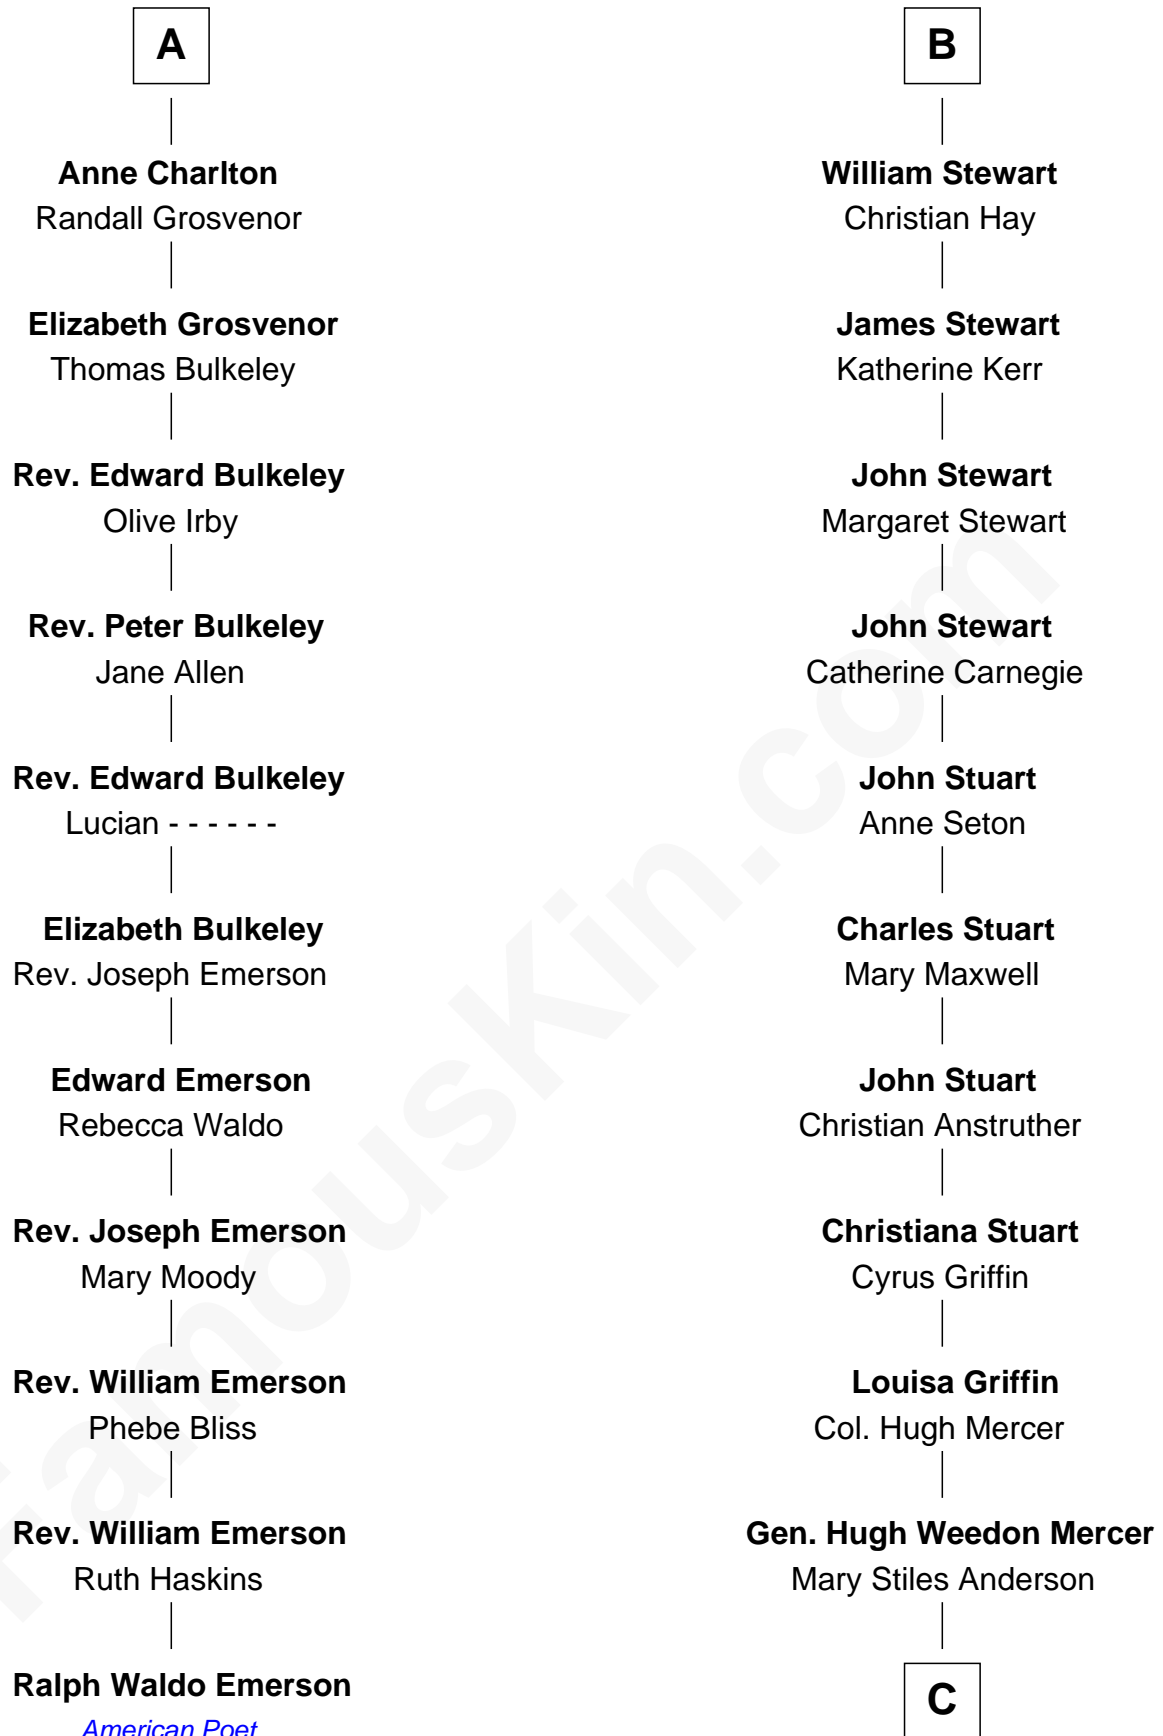 A
Anne Charlton
Randall Grosvenor
Elizabeth Grosvenor
Thomas Bulkeley
Rev. Edward Bulkeley
Olive Irby
Rev. Peter Bulkeley
Jane Allen
Rev. Edward Bulkeley
Lucian - - - - - -
Elizabeth Bulkeley
Rev. Joseph Emerson
Edward Emerson
Rebecca Waldo
Rev. Joseph Emerson
Mary Moody
Rev. William Emerson
Phebe Bliss
Rev. William Emerson
Ruth Haskins
Ralph Waldo Emerson
American Poet
B
William Stewart
Christian Hay
James Stewart
Katherine Kerr
John Stewart
Margaret Stewart
John Stewart
Catherine Carnegie
John Stuart
Anne Seton
Charles Stuart
Mary Maxwell
John Stuart
Christian Anstruther
Christiana Stuart
Cyrus Griffin
Louisa Griffin
Col. Hugh Mercer
Gen. Hugh Weedon Mercer
Mary Stiles Anderson
C
FamousKin.com